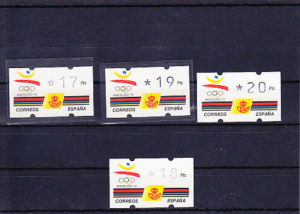 *17 Pts
BARCELONA'92
CORREOS ESPAÑA
*19 Pts
BARCELONA'92
CORREOS ESPAÑA
*20 Pts
BARCELONA'92
CORREOS ESPAÑA
*18 Pts
BARCELONA'92
CORREOS ESPAÑA